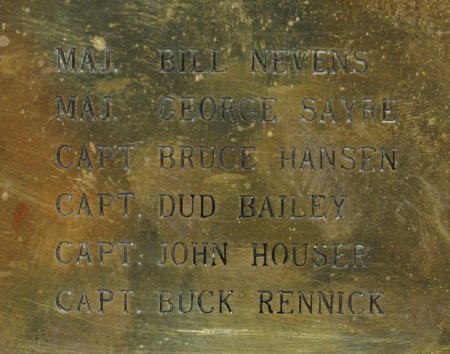 MAJ. BILL NEVENS
MAJ. GEORGE SAYRE
CAPT BRUCE HANSEN
CAPT. DUD BAILEY
CAPT. JOHN HOUSER
CAPT. BUCK RENNICK